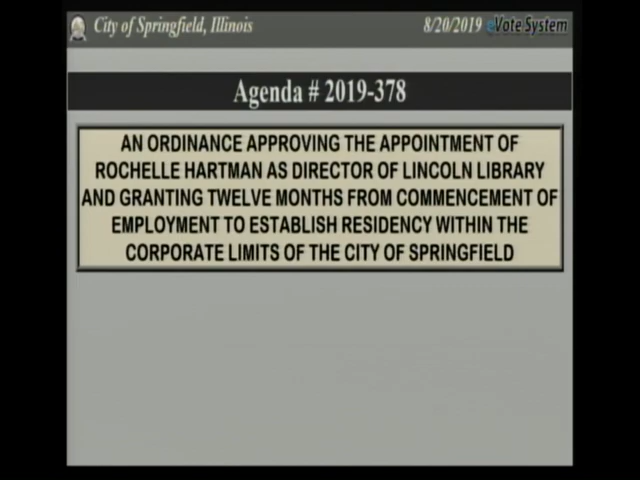 City of Springfield, Illinois 8/20/2019 eVote System
Agenda # 2019-378
AN ORDINANCE APPROVING THE APPOINTMENT OF
ROCHELLE HARTMAN AS DIRECTOR OF LINCOLN LIBRARY
AND GRANTING TWELVE MONTHS FROM COMMENCEMENT OF
EMPLOYMENT TO ESTABLISH RESIDENCY WITHIN THE
CORPORATE LIMITS OF THE CITY OF SPRINGFIELD